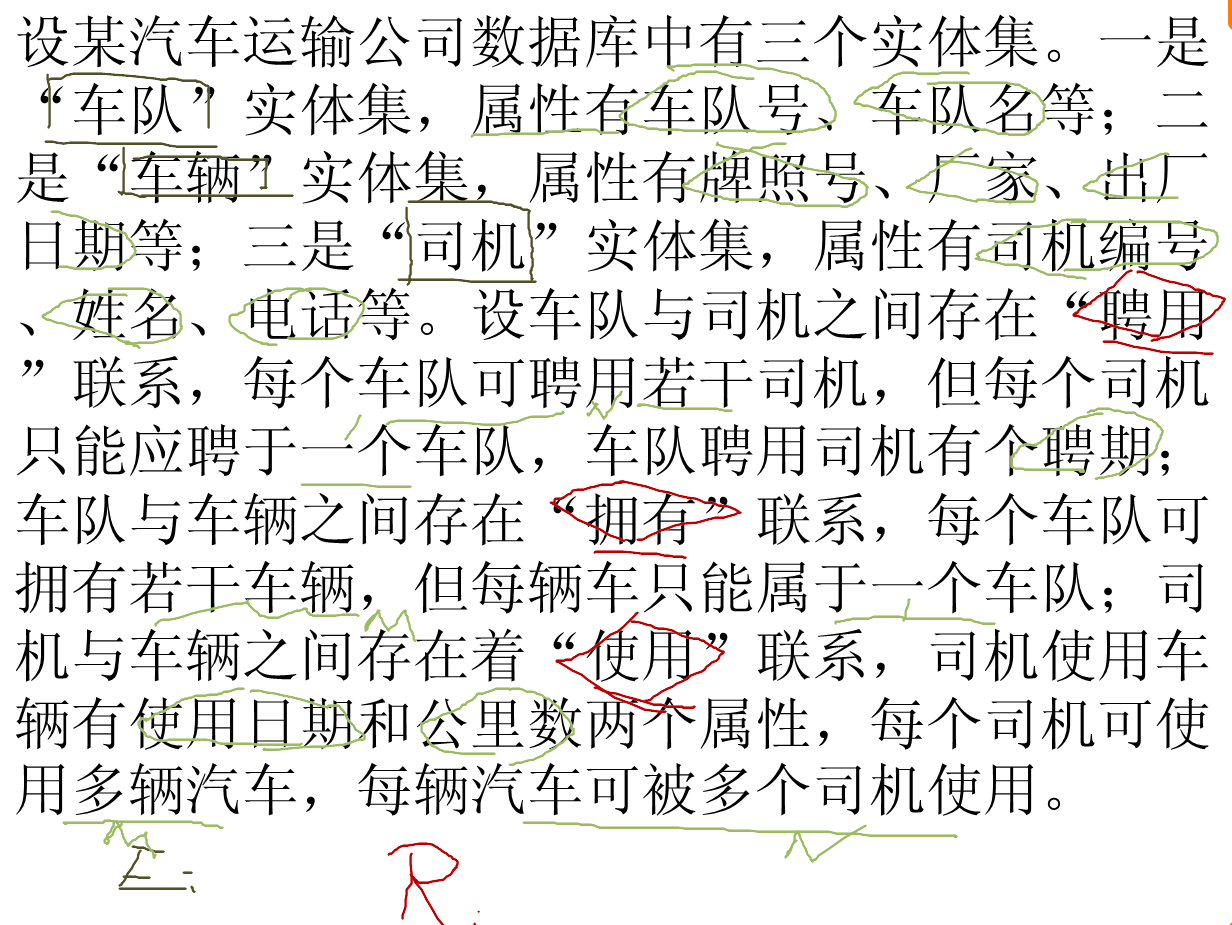 设某汽车运输公司数据库中有三个实体集。一是
“车队”实体集，属性有车队号、车队名等；二
是“车辆”实体集，属性有牌照号、厂家、出厂
日期等；三是“司机”实体集，属性有司机编号
、姓名、电话等。设车队与司机之间存在“聘用
”联系，每个车队可聘用若干司机，但每个司机
只能应聘于一个车队，车队聘用司机有个聘期；
车队与车辆之间存在“拥有”联系，每个车队可
拥有若干车辆，但每辆车只能属于一个车队；司
机与车辆之间存在着“使用”联系，司机使用车
辆有使用日期和公里数两个属性，每个司机可使
用多辆汽车，每辆汽车可被多个司机使用。
M N
E: R